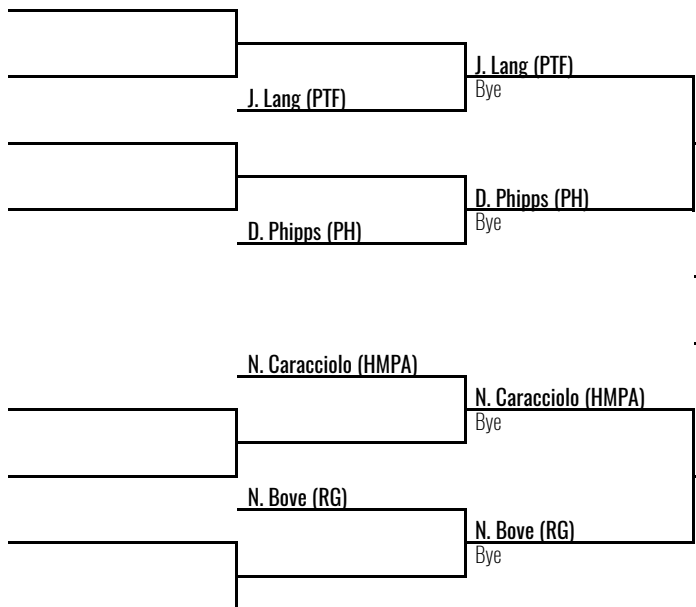 J. Lang (PTF)
Bye
J. Lang (PTF)
D. Phipps (PH)
Bye
D. Phipps (PH)
N. Caracciolo (HMPA)
N. Caracciolo (HMPA)
Bye
N. Bove (RG)
N. Bove (RG)
Bye